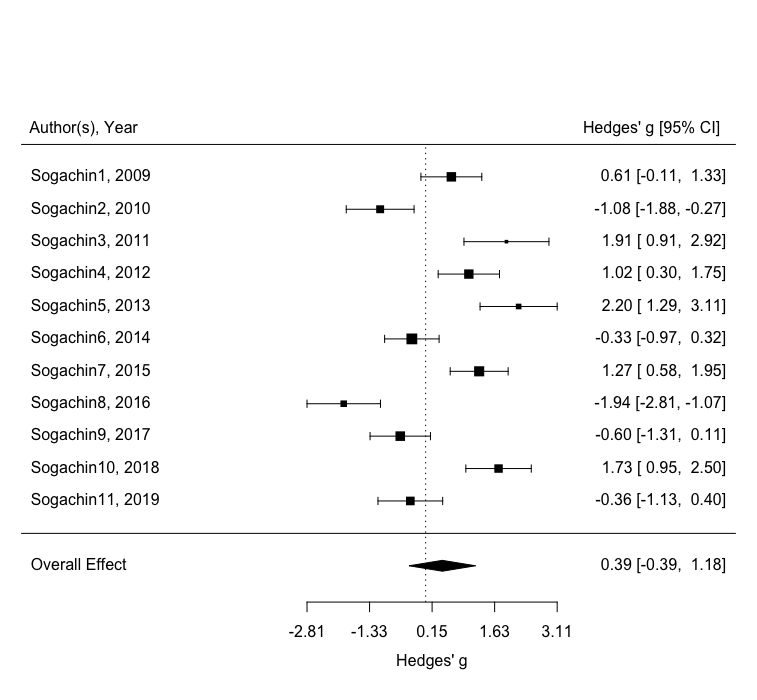 Author(s), Year Hedges' g [95% CI]
Sogachin1, 2009 0.61 [-0.11, 1.33]
Sogachin2, 2010 -1.08 [-1.88, -0.27]
Sogachin3, 2011 1.91 [ 0.91, 2.92]
Sogachin4, 2012 1.02 [ 0.30, 1.75]
Sogachin5, 2013 2.20 [ 1.29, 3.11]
Sogachin6, 2014 -0.33 [-0.97, 0.32]
Sogachin7, 2015 1.27 [ 0.58, 1.95]
Sogachin8, 2016 -1.94 [-2.81, -1.07]
Sogachin9, 2017 -0.60 [-1.31, 0.11]
Sogachin10, 2018 1.73 [ 0.95, 2.50]
Sogachin11, 2019 -0.36 [-1.13, 0.40]
Overall Effect 0.39 [-0.39, 1.18]
-2.81 -1.33 0.15 1.63 3.11
Hedges' g